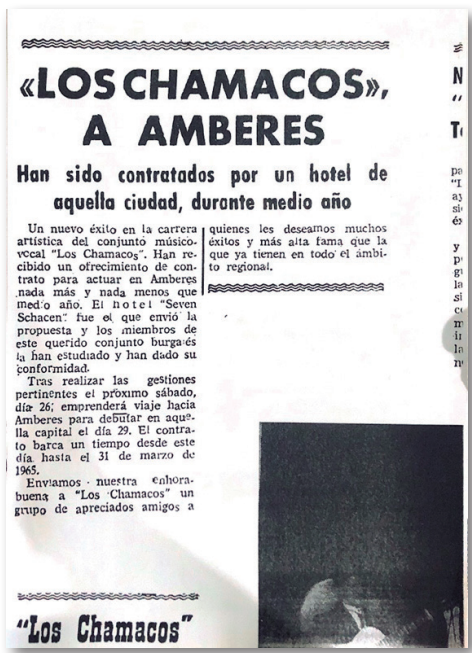 «LOS CHAMACOS»,
A AMBERES
Han sido contratados por un hotel de
aquella ciudad, durante medio año
Un nuevo éxito en la carrera
artística del conjunto músico-
vocal "Los Chamacos". Han re-
cibido un ofrecimiento de con-
trato para actuar en Amberes
nada más y nada menos que
medio año. El hotel "Seven
Schacen" fue el que envió la
propuesta y los miembros de
este querido conjunto burgalés
la han estudiado y han dado su
conformidad.
Tras realizar las gestiones
pertinentes el próximo sábado,
día 26, emprenderá viaje hacia
Amberes para debutar en aque-
lla capital el día 29. El contra-
to barca un tiempo desde este
día hasta el 31 de marzo de
1965.
Enviamos nuestra enhora-
buena a "Los Chamacos" un
grupo de apreciados amigos a
quienes les deseamos muchos
éxitos y más alta fama que la
que ya tienen en todo el ámbi-
to regional.
"Los Chamacos"